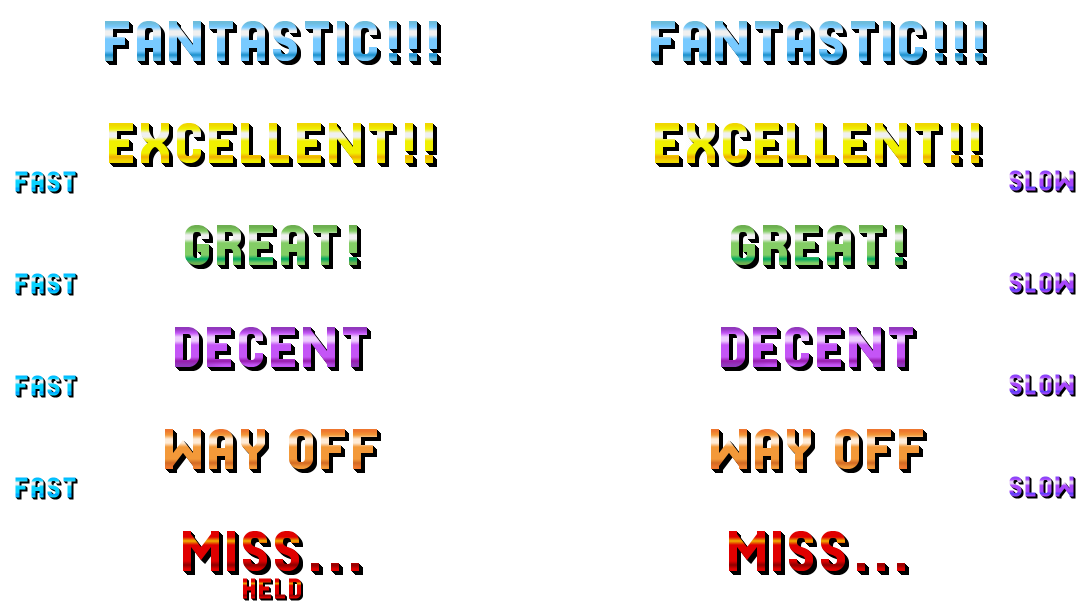 FANTASTIC!!! FANTASTIC!!!
EXCELLENT!! EXCELLENT!!
FAST SLOW
GREAT! GREAT!
FAST SLOW
DECENT DECENT
FAST SLOW
WAY OFF WAY OFF
FAST SLOW
MISS... MISS...
HELD